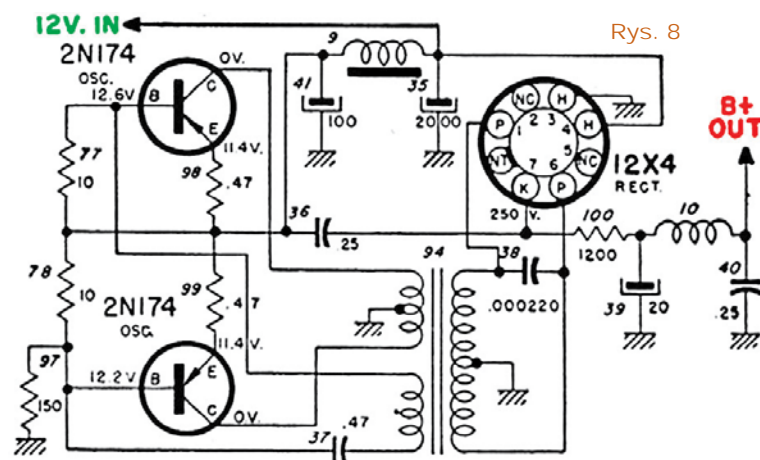 12V. IN
Rys. 8
2N174
OSC.
O V.
12.6V
B
C
E
11.4V.
9
41
100
35
2000
NC
H
P
H
NT
NC
K
P
1
2
3
4
5
6
7
12X4
RECT.
B+
OUT
77
10
98
.47
36
.25
250 V.
100
1200
10
78
10
99
.47
94
38
.000220
39
20
40
.25
2N174
OSC.
11.4V.
97
150
12.2V
B
E
C
O.V.
37
.47